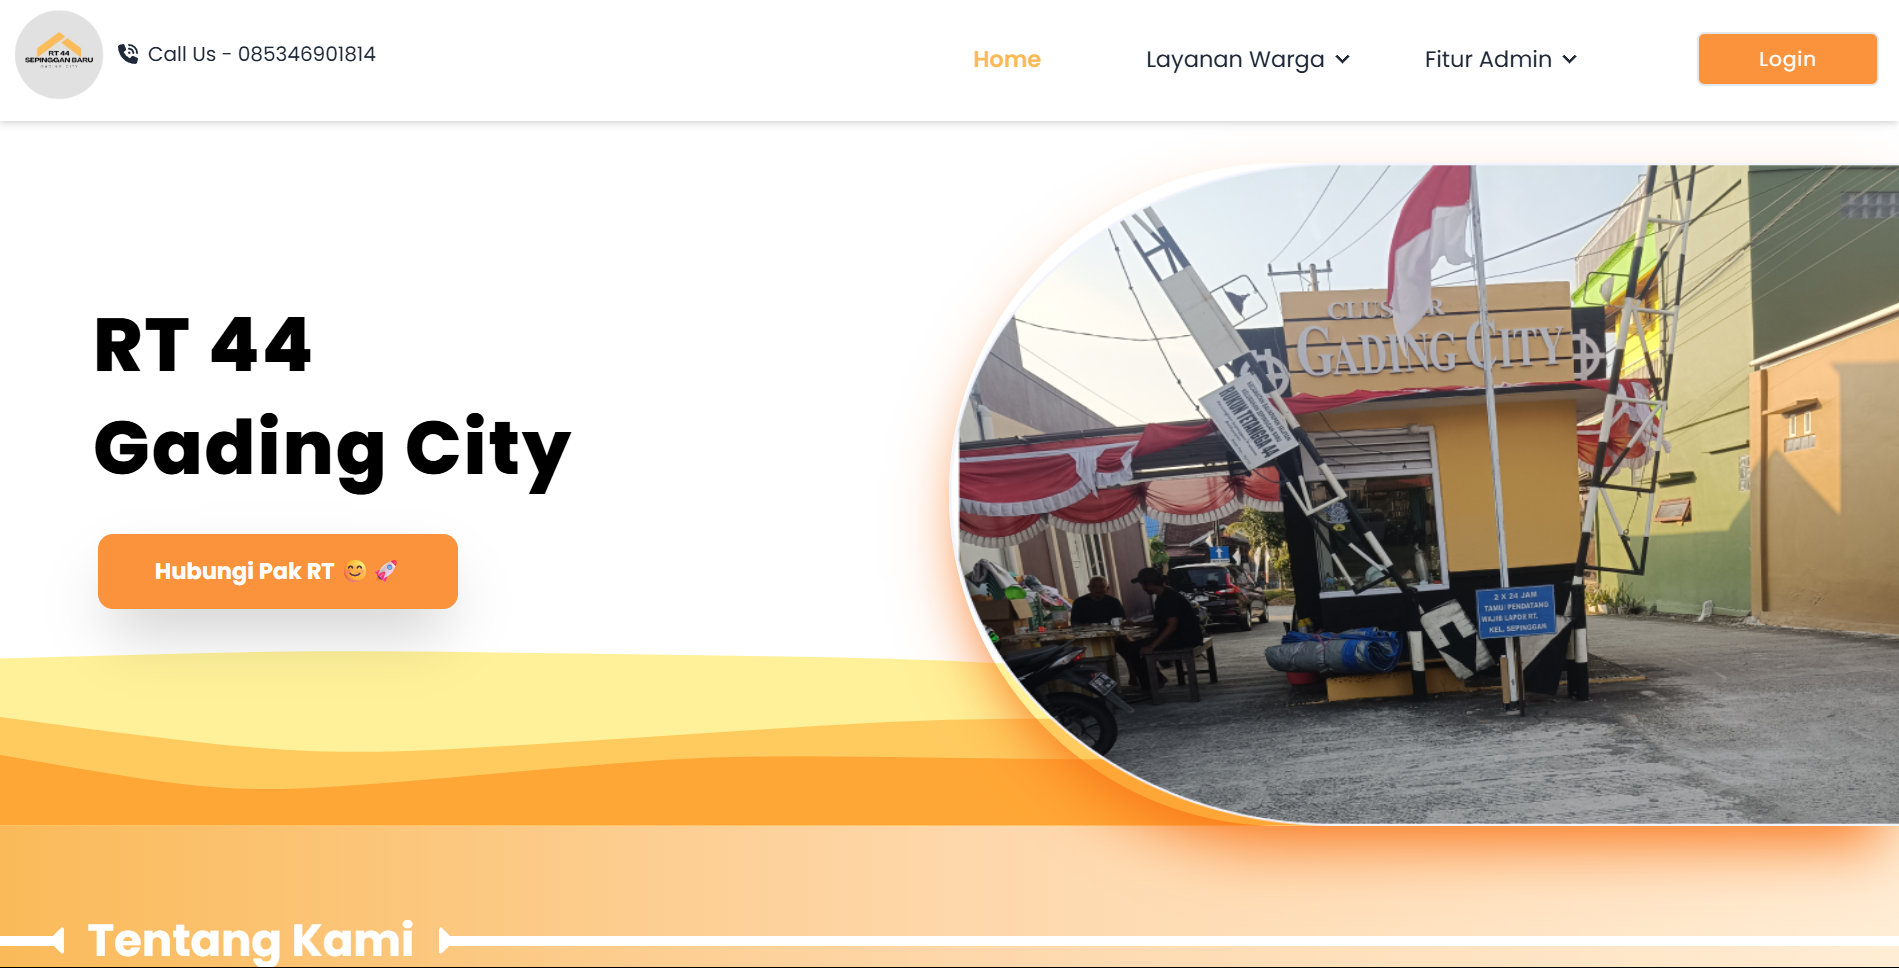 RT 44
SEPINGGAN BARU
GADING CITY
Call Us - 085346901814
Home
Layanan Warga
Fitur Admin
Login
RT 44
Gading City
Hubungi Pak RT 😊 🚀
CLUSTER
GADING CITY
RUKUN TETANGGA 44
2 X 24 JAM
TAMU/ PENDATANG
WAJIB LAPOR RT.
KEL. SEPINGGAN
Tentang Kami